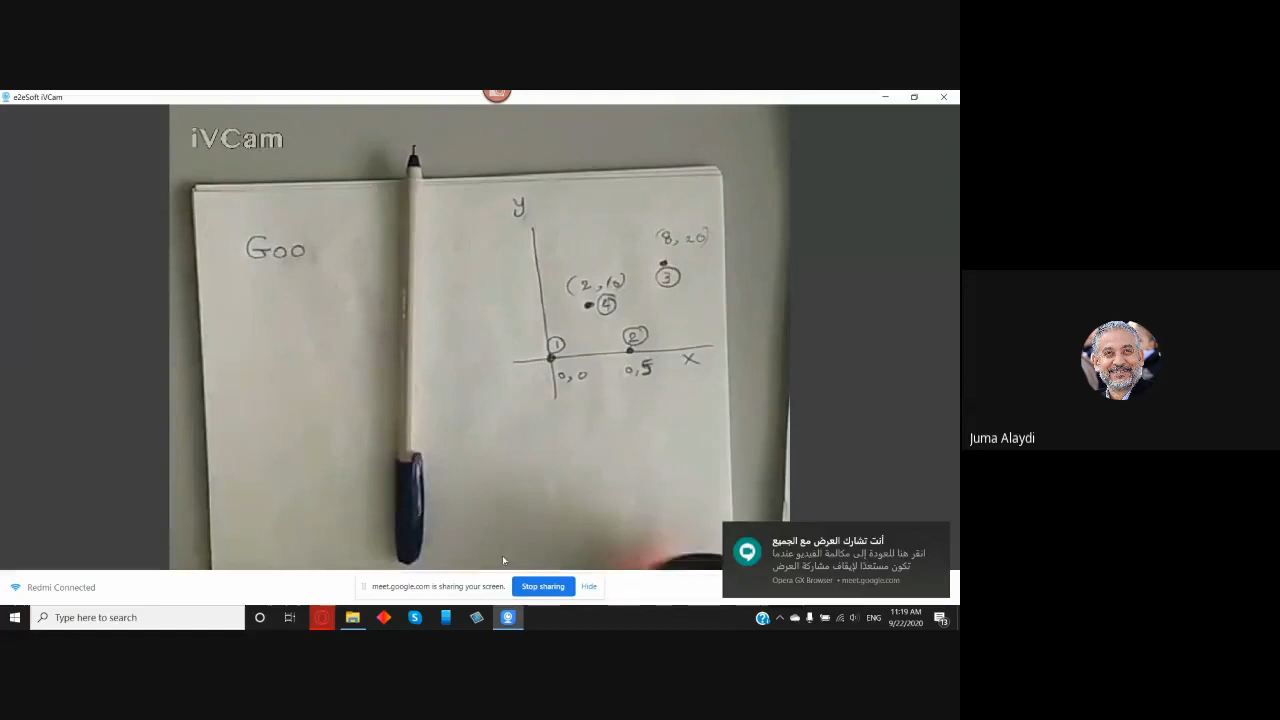 e2eSoft iVCam
iVCam
y
Goo
(8, 20)
3
(2, 10)
4
1
2
x
0, 0
0, 5
Juma Alaydi
أنت تشارك العرض مع الجميع
انقر هنا للعودة إلى مكالمة الفيديو عندما
تكون مستعدًا لإيقاف مشاركة العرض
Opera GX Browser • meet.google.com
Redmi Connected
meet.google.com is sharing your screen.
Stop sharing
Hide
Type here to search
ENG
11:19 AM
9/22/2020
13